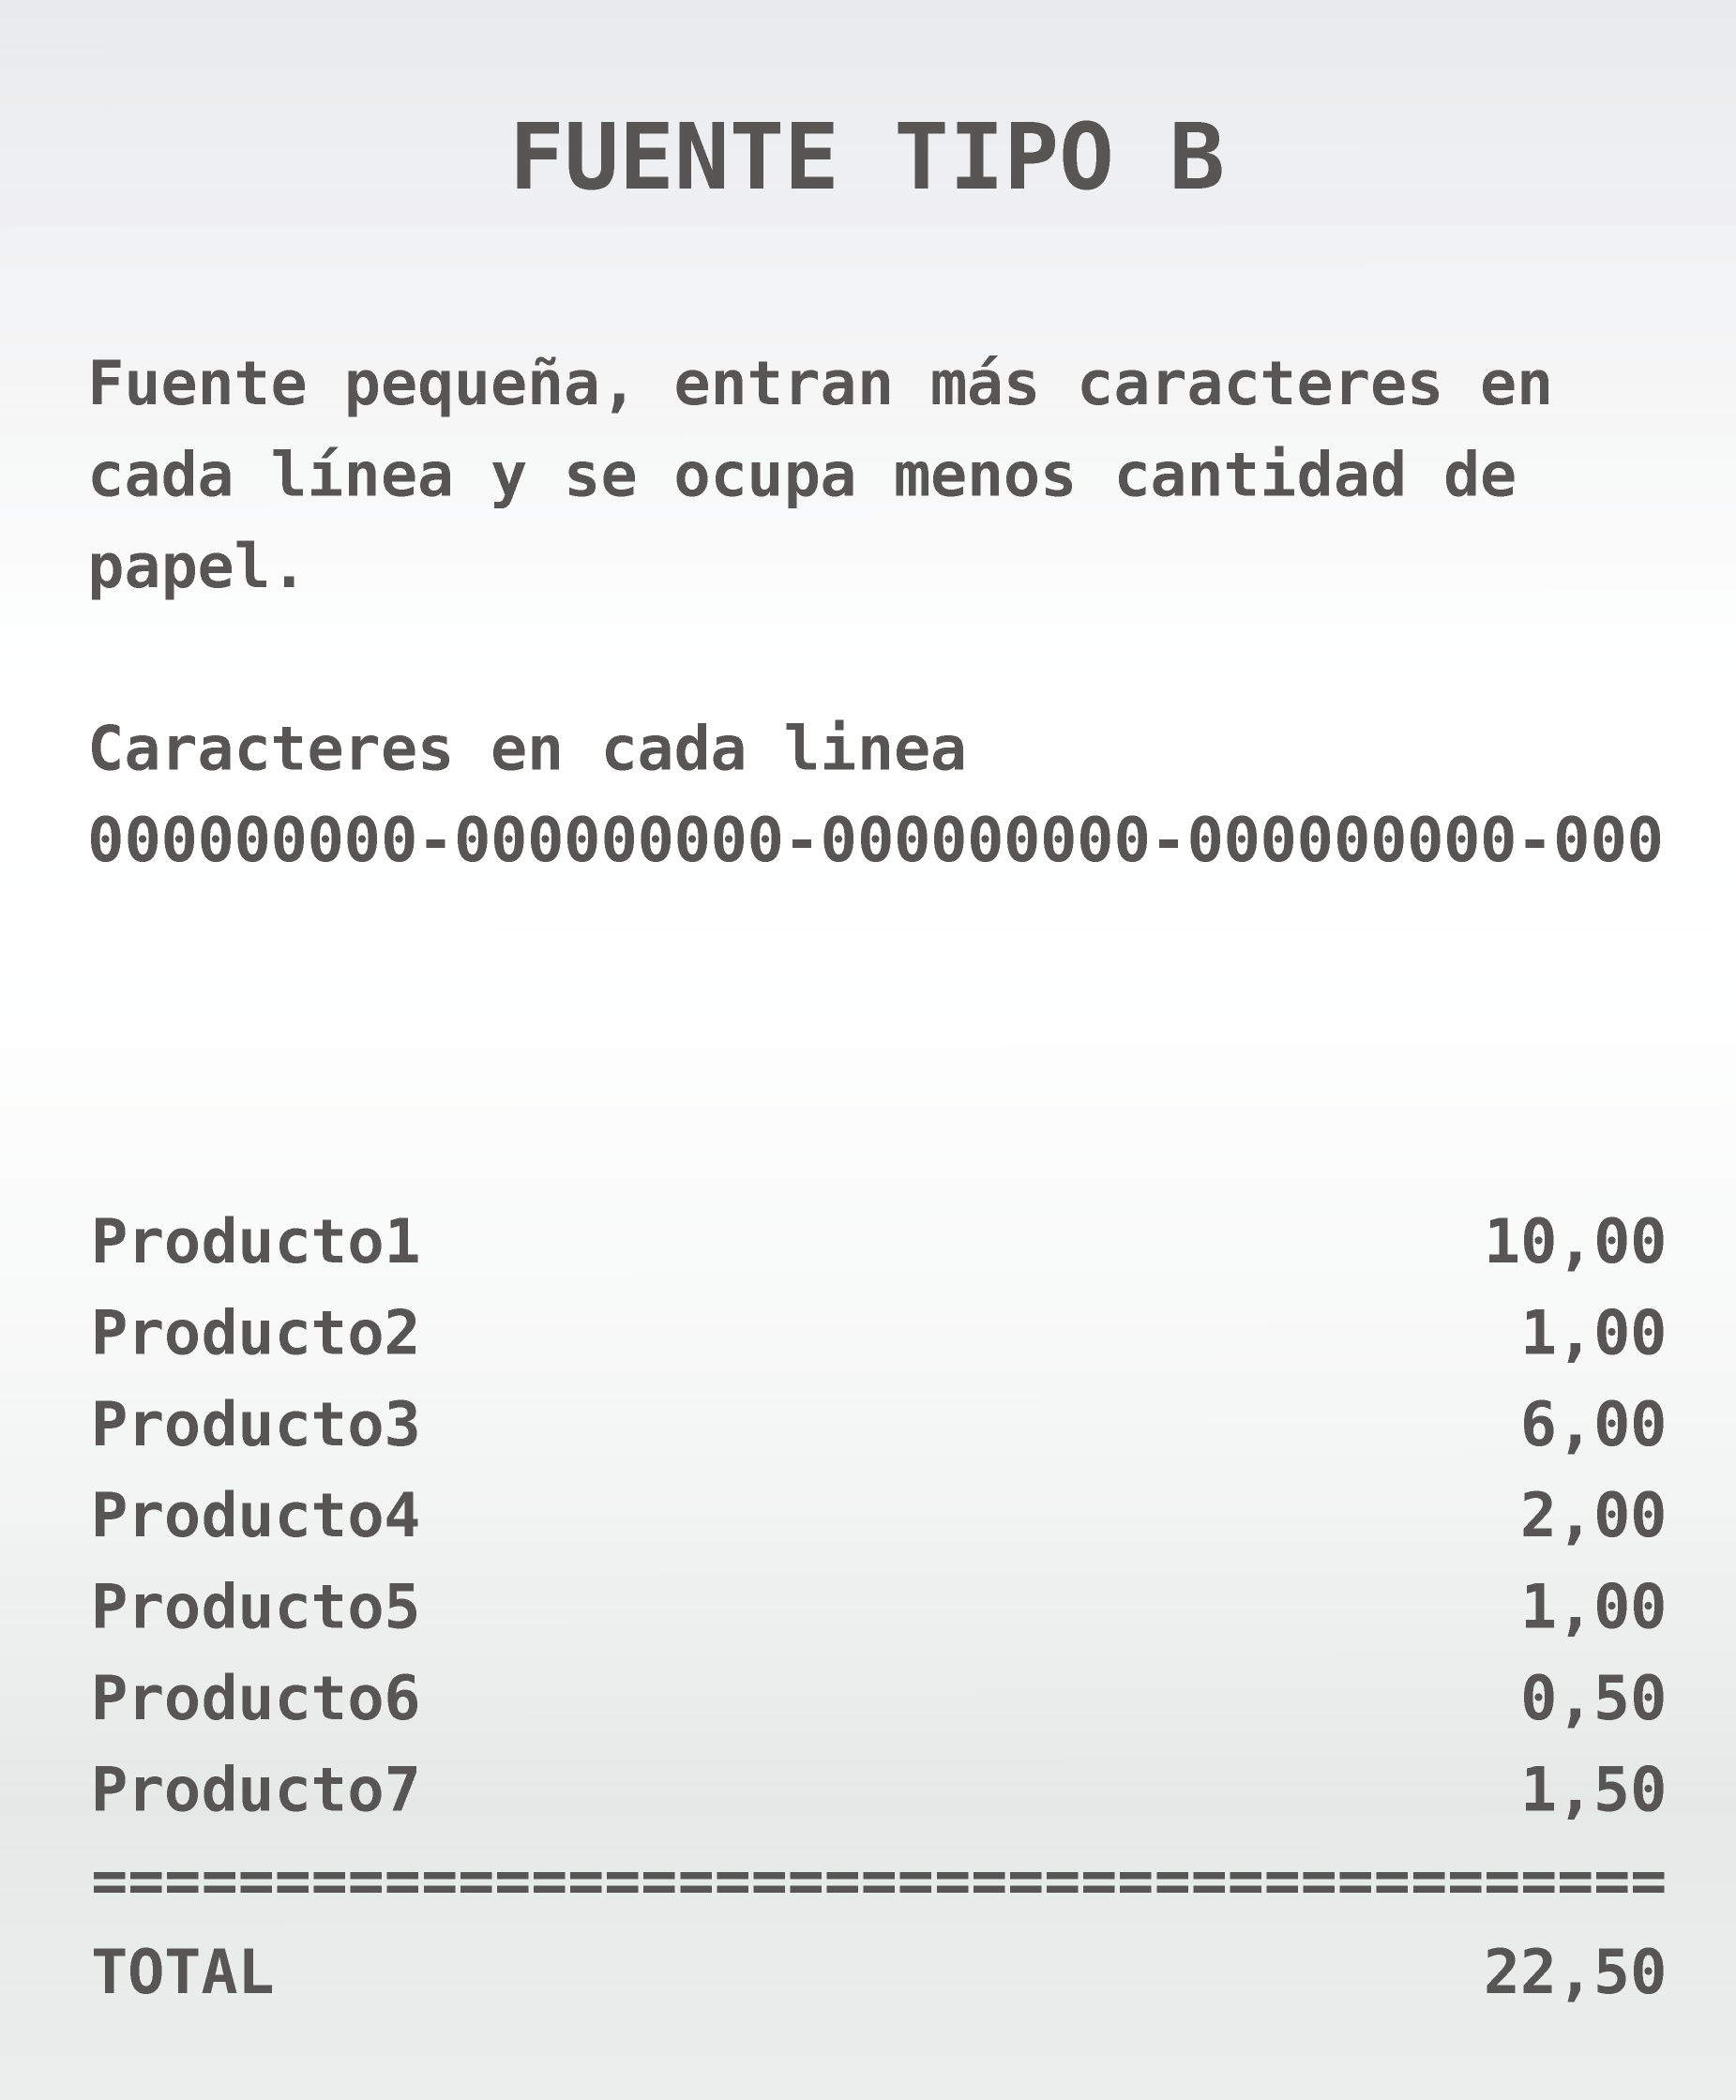 FUENTE TIPO B
Fuente pequeña, entran más caracteres en
cada línea y se ocupa menos cantidad de
papel.
Caracteres en cada linea
000000000-000000000-000000000-000000000-000
Producto1 10,00
Producto2 1,00
Producto3 6,00
Producto4 2,00
Producto5 1,00
Producto6 0,50
Producto7 1,50
===========================================
TOTAL 22,50